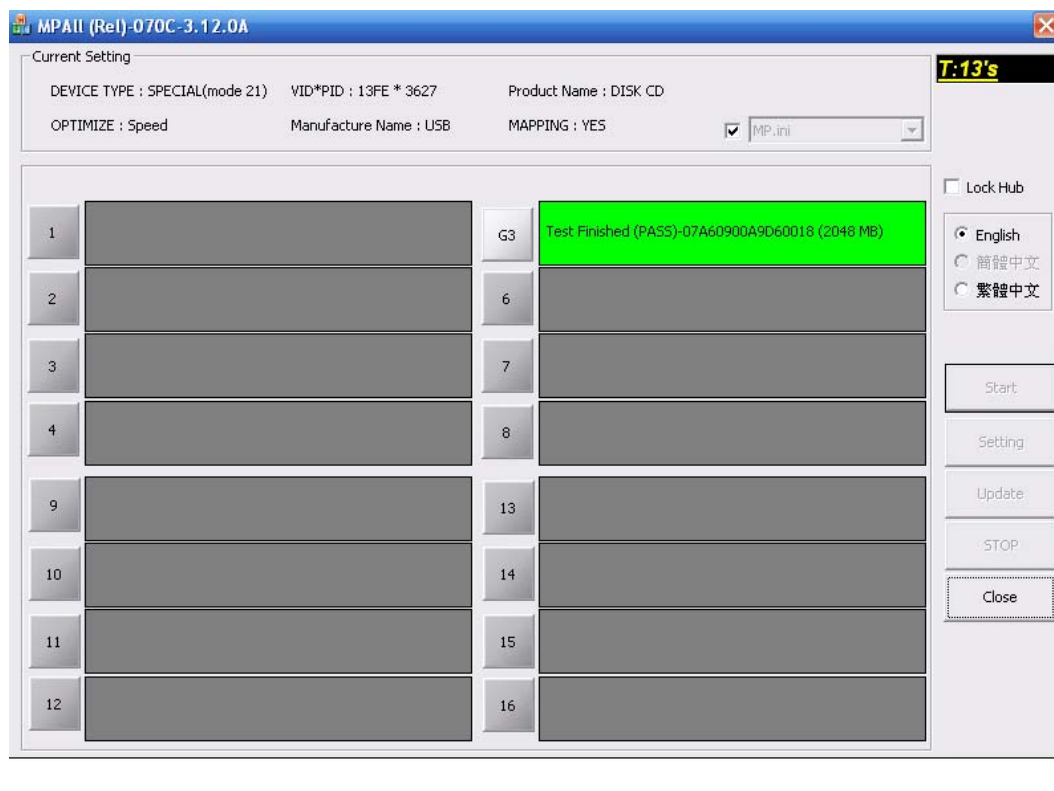 MPAll (Rel)-070C-3.12.0A
Current Setting
DEVICE TYPE : SPECIAL(mode 21) VID*PID : 13FE * 3627 Product Name : DISK CD
OPTIMIZE : Speed Manufacture Name : USB MAPPING : YES MP.ini
T:13's
Lock Hub
English
简體中文
繁體中文
1
G3 Test Finished (PASS)-07A60900A9D60018 (2048 MB)
2
6
3
7
4
8
9
13
10
14
11
15
12
16
Start
Setting
Update
STOP
Close